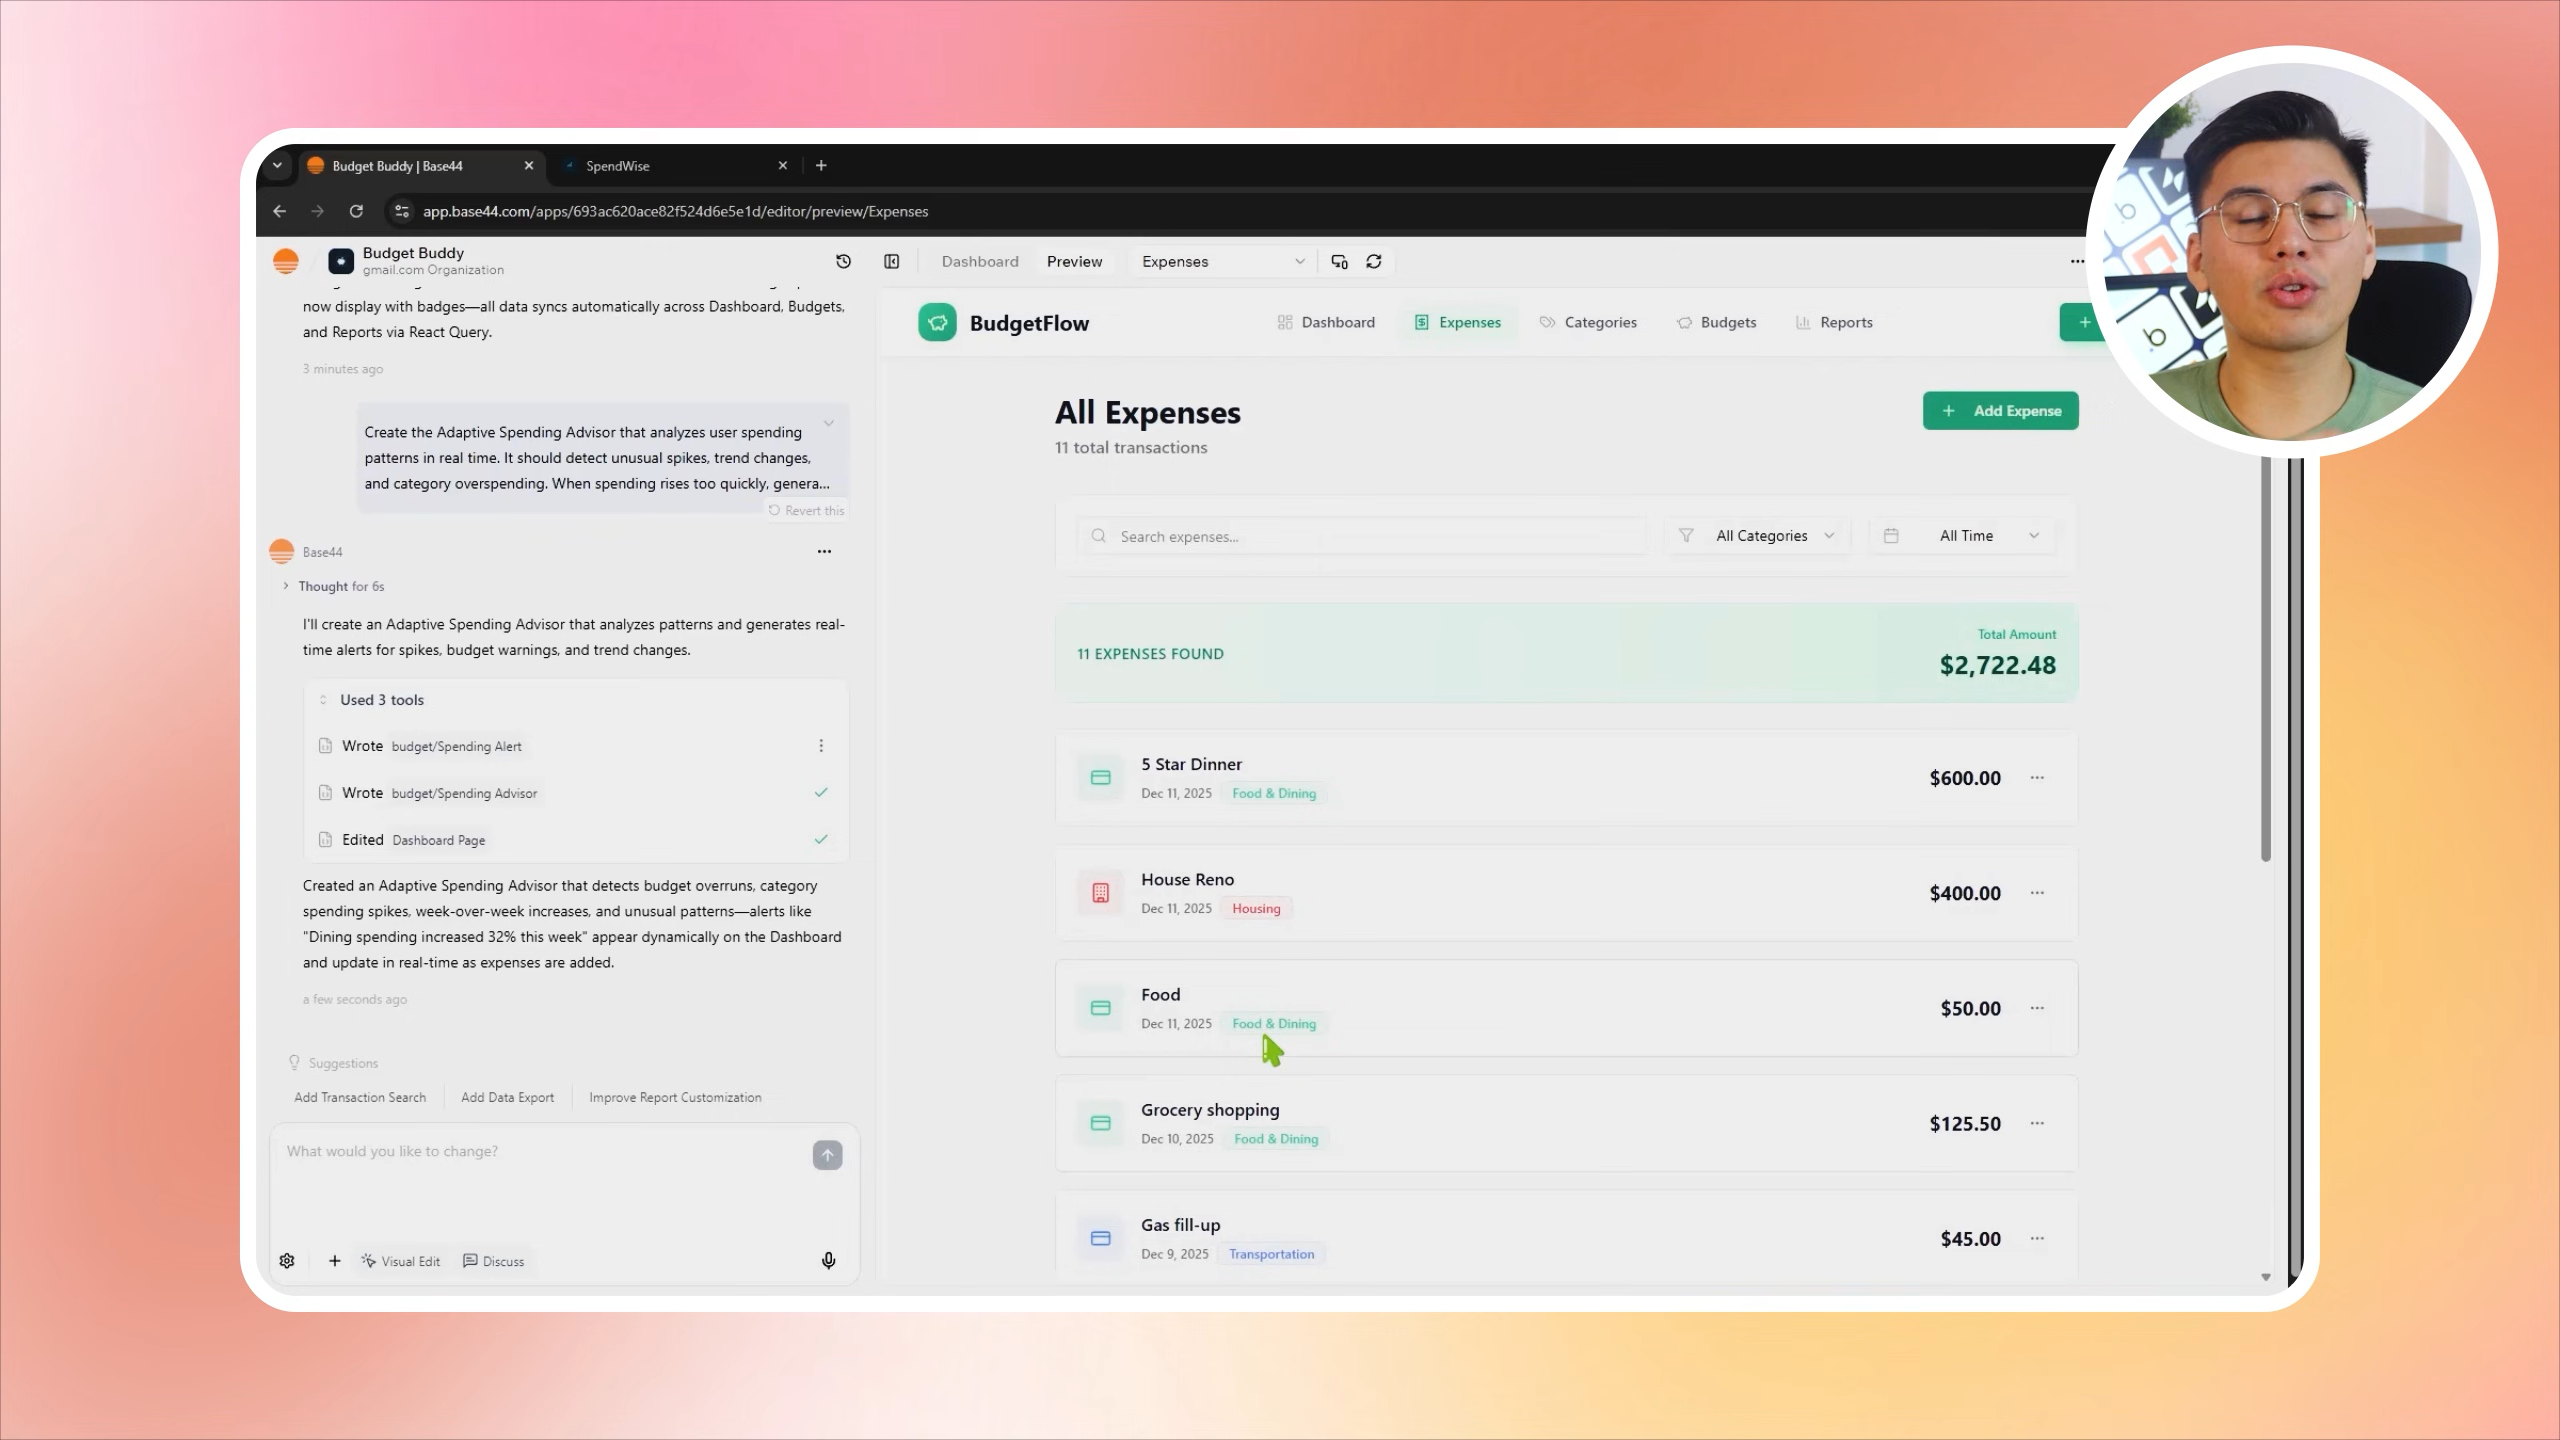 Budget Buddy | Base44
SpendWise
app.base44.com/apps/693ac620ace82f524d6e5e1d/editor/preview/Expenses
Budget Buddy
gmail.com Organization
Dashboard
Preview
Expenses
now display with badges—all data syncs automatically across Dashboard, Budgets,
and Reports via React Query.
3 minutes ago
Create the Adaptive Spending Advisor that analyzes user spending
patterns in real time. It should detect unusual spikes, trend changes,
and category overspending. When spending rises too quickly, genera...
Revert this
Base44
Thought for 6s
I'll create an Adaptive Spending Advisor that analyzes patterns and generates real-
time alerts for spikes, budget warnings, and trend changes.
Used 3 tools
Wrote budget/Spending Alert
Wrote budget/Spending Advisor
Edited Dashboard Page
Created an Adaptive Spending Advisor that detects budget overruns, category
spending spikes, week-over-week increases, and unusual patterns—alerts like
"Dining spending increased 32% this week" appear dynamically on the Dashboard
and update in real-time as expenses are added.
a few seconds ago
Suggestions
Add Transaction Search
Add Data Export
Improve Report Customization
What would you like to change?
Visual Edit
Discuss
BudgetFlow
Dashboard
Expenses
Categories
Budgets
Reports
All Expenses
11 total transactions
+ Add Expense
Search expenses...
All Categories
All Time
11 EXPENSES FOUND
Total Amount
$2,722.48
5 Star Dinner
Dec 11, 2025 Food & Dining
$600.00
House Reno
Dec 11, 2025 Housing
$400.00
Food
Dec 11, 2025 Food & Dining
$50.00
Grocery shopping
Dec 10, 2025 Food & Dining
$125.50
Gas fill-up
Dec 9, 2025 Transportation
$45.00